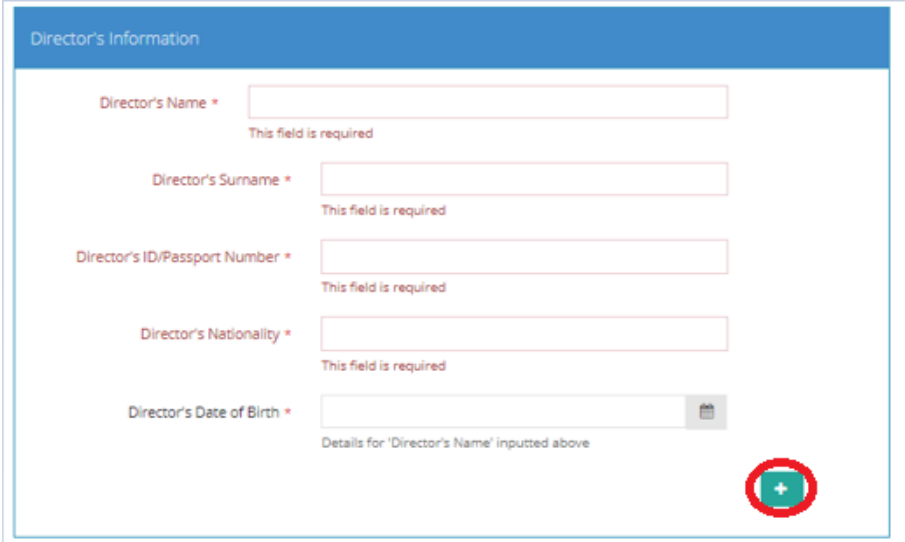 Director's Information
Director's Name *
This field is required
Director's Surname *
This field is required
Director's ID/Passport Number *
This field is required
Director's Nationality *
This field is required
Director's Date of Birth *
Details for 'Director's Name' inputted above
+